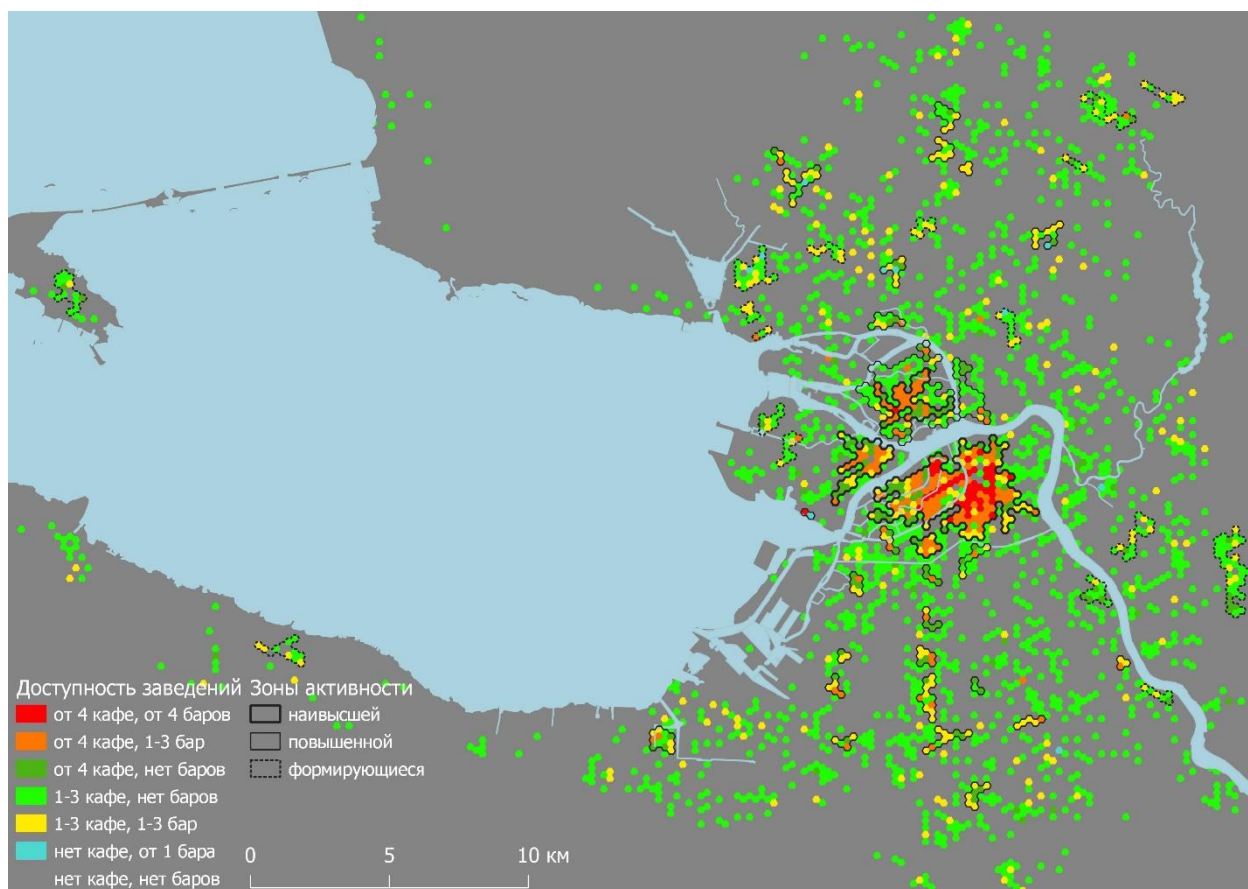 Доступность заведений
от 4 кафе, от 4 баров
от 4 кафе, 1-3 бар
от 4 кафе, нет баров
1-3 кафе, нет баров
1-3 кафе, 1-3 бар
нет кафе, от 1 бара
нет кафе, нет баров
Зоны активности
наивысшей
повышенной
формирующиеся
0 5 10 км